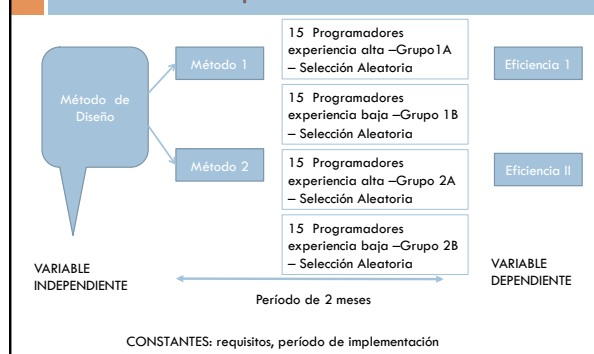 Método de
Diseño
Método 1
Método 2
15 Programadores
experiencia alta –Grupo1A
– Selección Aleatoria
15 Programadores
experiencia baja –Grupo 1B
– Selección Aleatoria
15 Programadores
experiencia alta –Grupo 2A
– Selección Aleatoria
15 Programadores
experiencia baja –Grupo 2B
– Selección Aleatoria
Eficiencia 1
Eficiencia II
VARIABLE
INDEPENDIENTE
Período de 2 meses
VARIABLE
DEPENDIENTE
CONSTANTES: requisitos, período de implementación